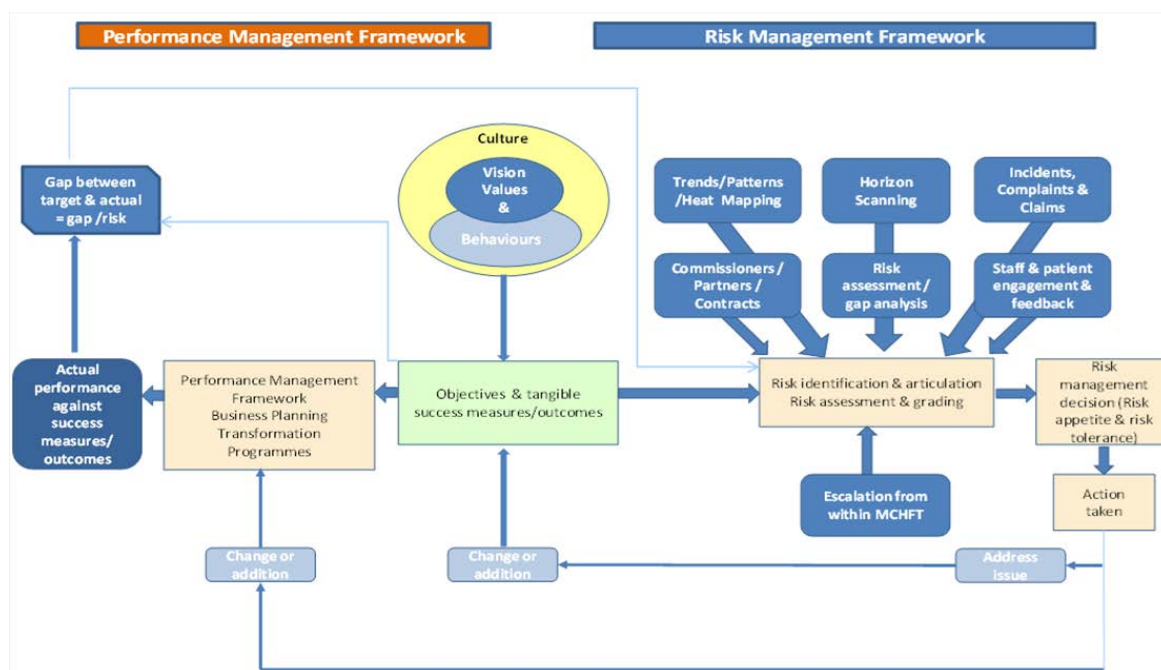 Performance Management Framework
Risk Management Framework
Culture
Vision
Values
&
Behaviours
Gap between
target & actual
= gap /risk
Trends/Patterns
/Heat Mapping
Horizon
Scanning
Incidents,
Complaints &
Claims
Commissioners /
Partners /
Contracts
Risk
assessment /
gap analysis
Staff & patient
engagement &
feedback
Actual
performance
against
success
measures/
outcomes
Performance Management
Framework
Business Planning
Transformation
Programmes
Objectives & tangible
success measures/outcomes
Risk identification & articulation
Risk assessment & grading
Risk
management
decision (Risk
appetite & risk
tolerance)
Escalation from
within MCHFT
Action
taken
Change or
addition
Change or
addition
Address
issue